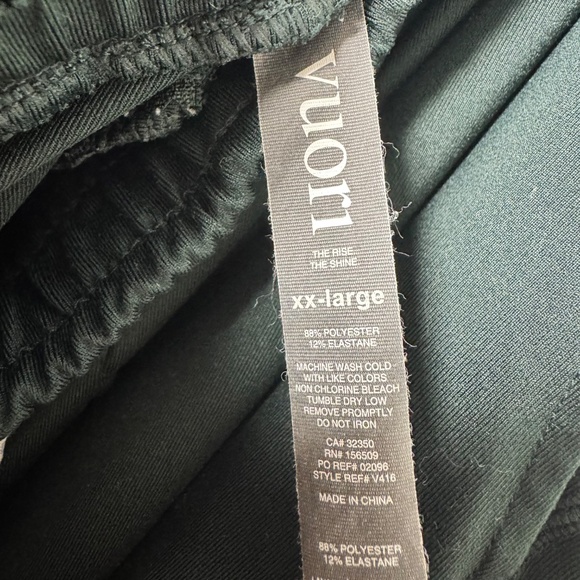 vuori
THE RISE
THE SHINE
xx-large
88% POLYESTER
12% ELASTANE
MACHINE WASH COLD
WITH LIKE COLORS
NON CHLORINE BLEACH
TUMBLE DRY LOW
REMOVE PROMPTLY
DO NOT IRON
CA# 32350
RN# 156509
PO REF# 02096
STYLE REF# V416
MADE IN CHINA
88% POLYESTER
12% ELASTANE